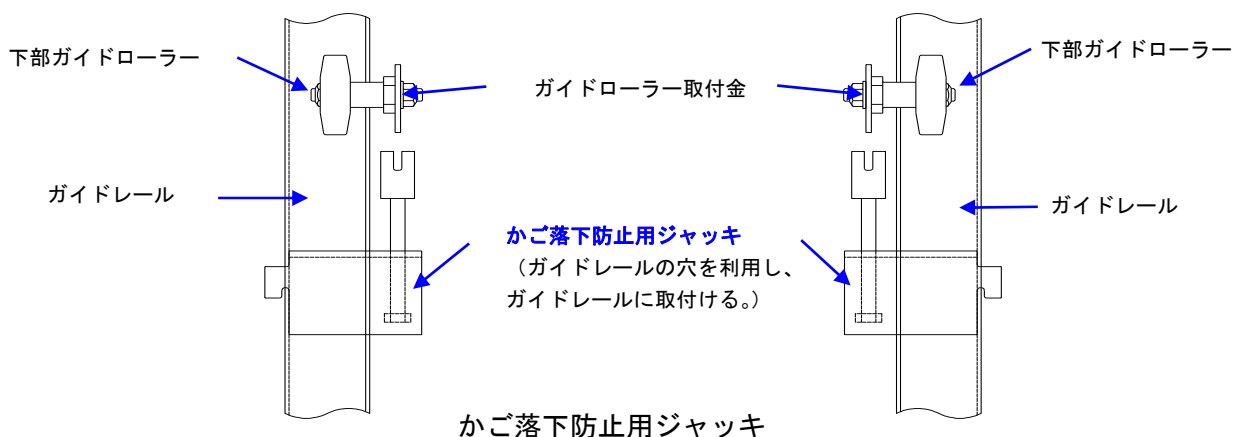 下部ガイドローラー
ガイドローラー取付金
下部ガイドローラー
ガイドレール
ガイドレール
かご落下防止用ジャッキ
（ガイドレールの穴を利用し、
ガイドレールに取付ける。）
かご落下防止用ジャッキ